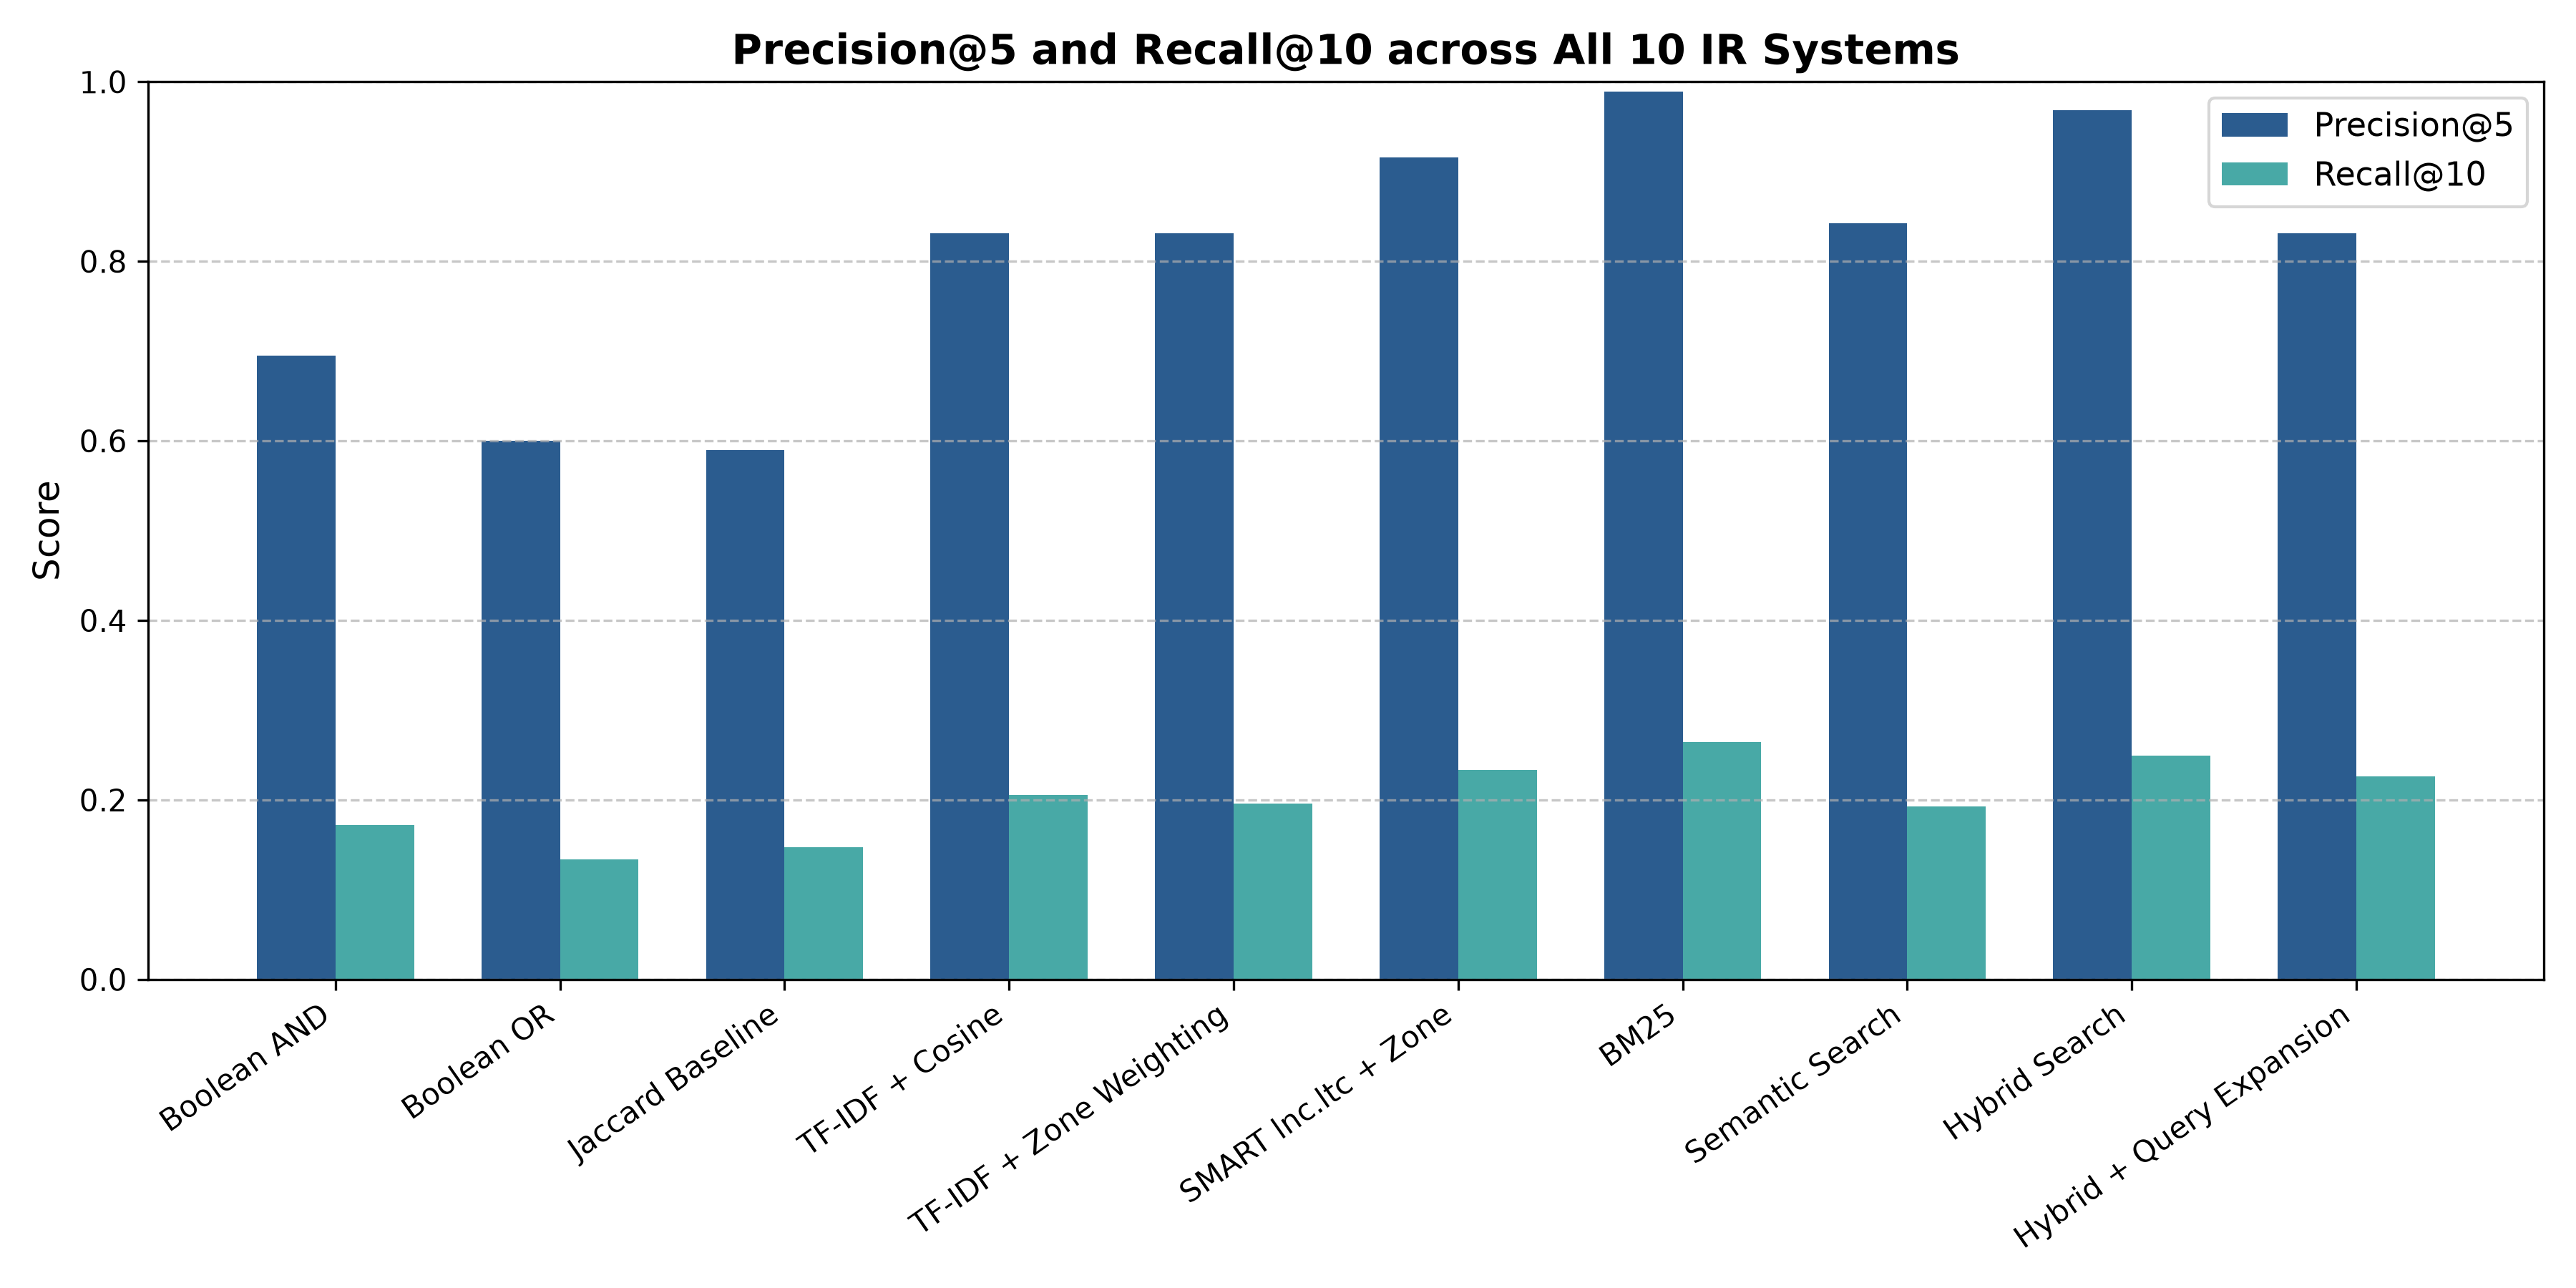 Precision@5 and Recall@10 across All 10 IR Systems
Precision@5
Recall@10
Score
1.0
0.8
0.6
0.4
0.2
0.0
Boolean AND
Boolean OR
Jaccard Baseline
TF-IDF + Cosine
TF-IDF + Zone Weighting
SMART lnc.ltc + Zone
BM25
Semantic Search
Hybrid Search
Hybrid + Query Expansion